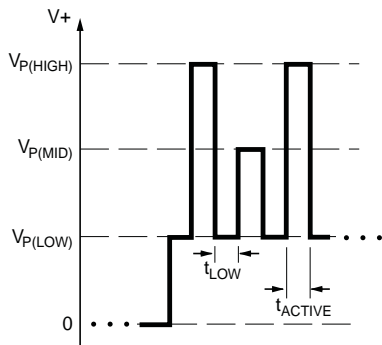 V+
VP(HIGH)
VP(MID)
VP(LOW)
tLOW
tACTIVE
0